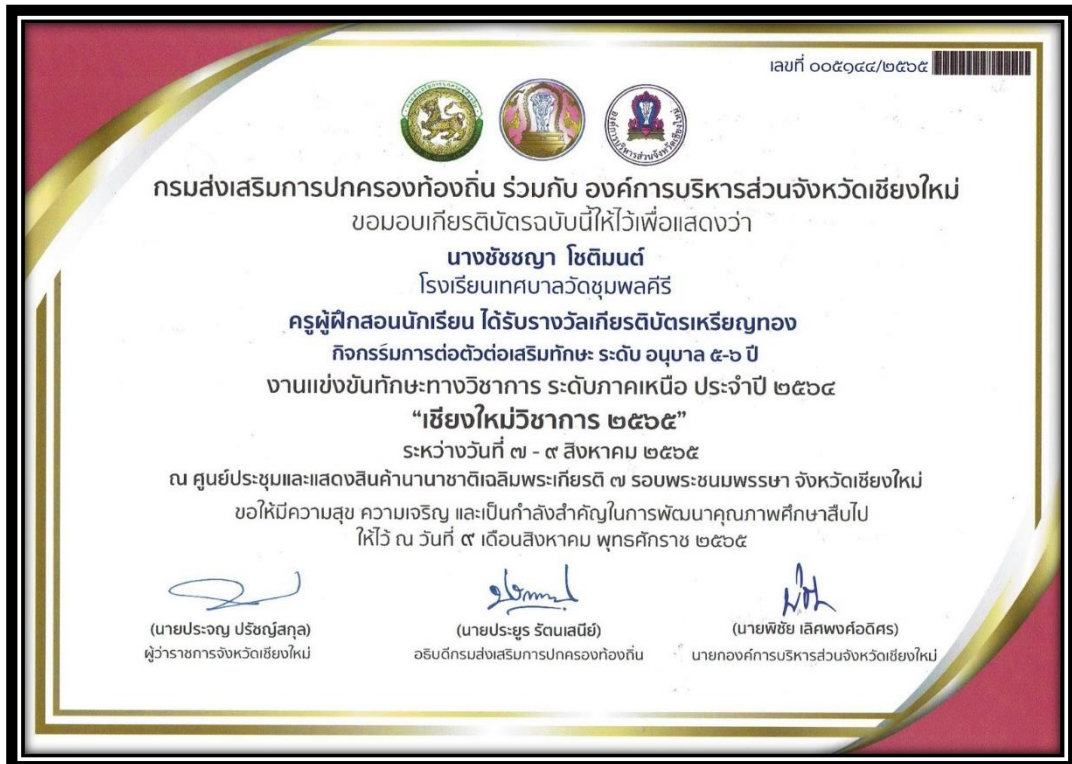 เลขที่ ๐๐๕๑๔๔/๒๕๖๕
องค์การบริหารส่วนจังหวัดเชียงใหม่
กรมส่งเสริมการปกครองท้องถิ่น ร่วมกับ องค์การบริหารส่วนจังหวัดเชียงใหม่
ขอมอบเกียรติบัตรฉบับนี้ให้ไว้เพื่อแสดงว่า
นางชัชชญา โชติมนต์
โรงเรียนเทศบาลวัดชุมพลคีรี
ครูผู้ฝึกสอนนักเรียน ได้รับรางวัลเกียรติบัตรเหรียญทอง
กิจกรรมการต่อตัวต่อเสริมทักษะ ระดับ อนุบาล ๕-๖ ปี
งานแข่งขันทักษะทางวิชาการ ระดับภาคเหนือ ประจำปี ๒๕๖๔
“เชียงใหม่วิชาการ ๒๕๖๕”
ระหว่างวันที่ ๗ - ๙ สิงหาคม ๒๕๖๕
ณ ศูนย์ประชุมและแสดงสินค้านานาชาติเฉลิมพระเกียรติ ๗ รอบพระชนมพรรษา จังหวัดเชียงใหม่
ขอให้มีความสุข ความเจริญ และเป็นกำลังสำคัญในการพัฒนาคุณภาพศึกษาสืบไป
ให้ไว้ ณ วันที่ ๙ เดือนสิงหาคม พุทธศักราช ๒๕๖๕
(นายประจญ ปรัชญ์สกุล)
ผู้ว่าราชการจังหวัดเชียงใหม่
(นายประยูร รัตนเสนีย์)
อธิบดีกรมส่งเสริมการปกครองท้องถิ่น
(นายพิชัย เลิศพงศ์อดิศร)
นายกองค์การบริหารส่วนจังหวัดเชียงใหม่